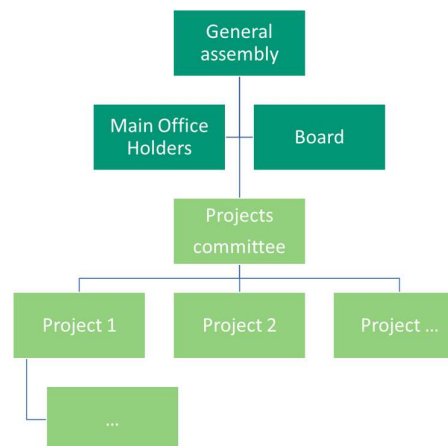 General
assembly
Main Office
Holders
Board
Projects
committee
Project 1
Project 2
Project ...
...